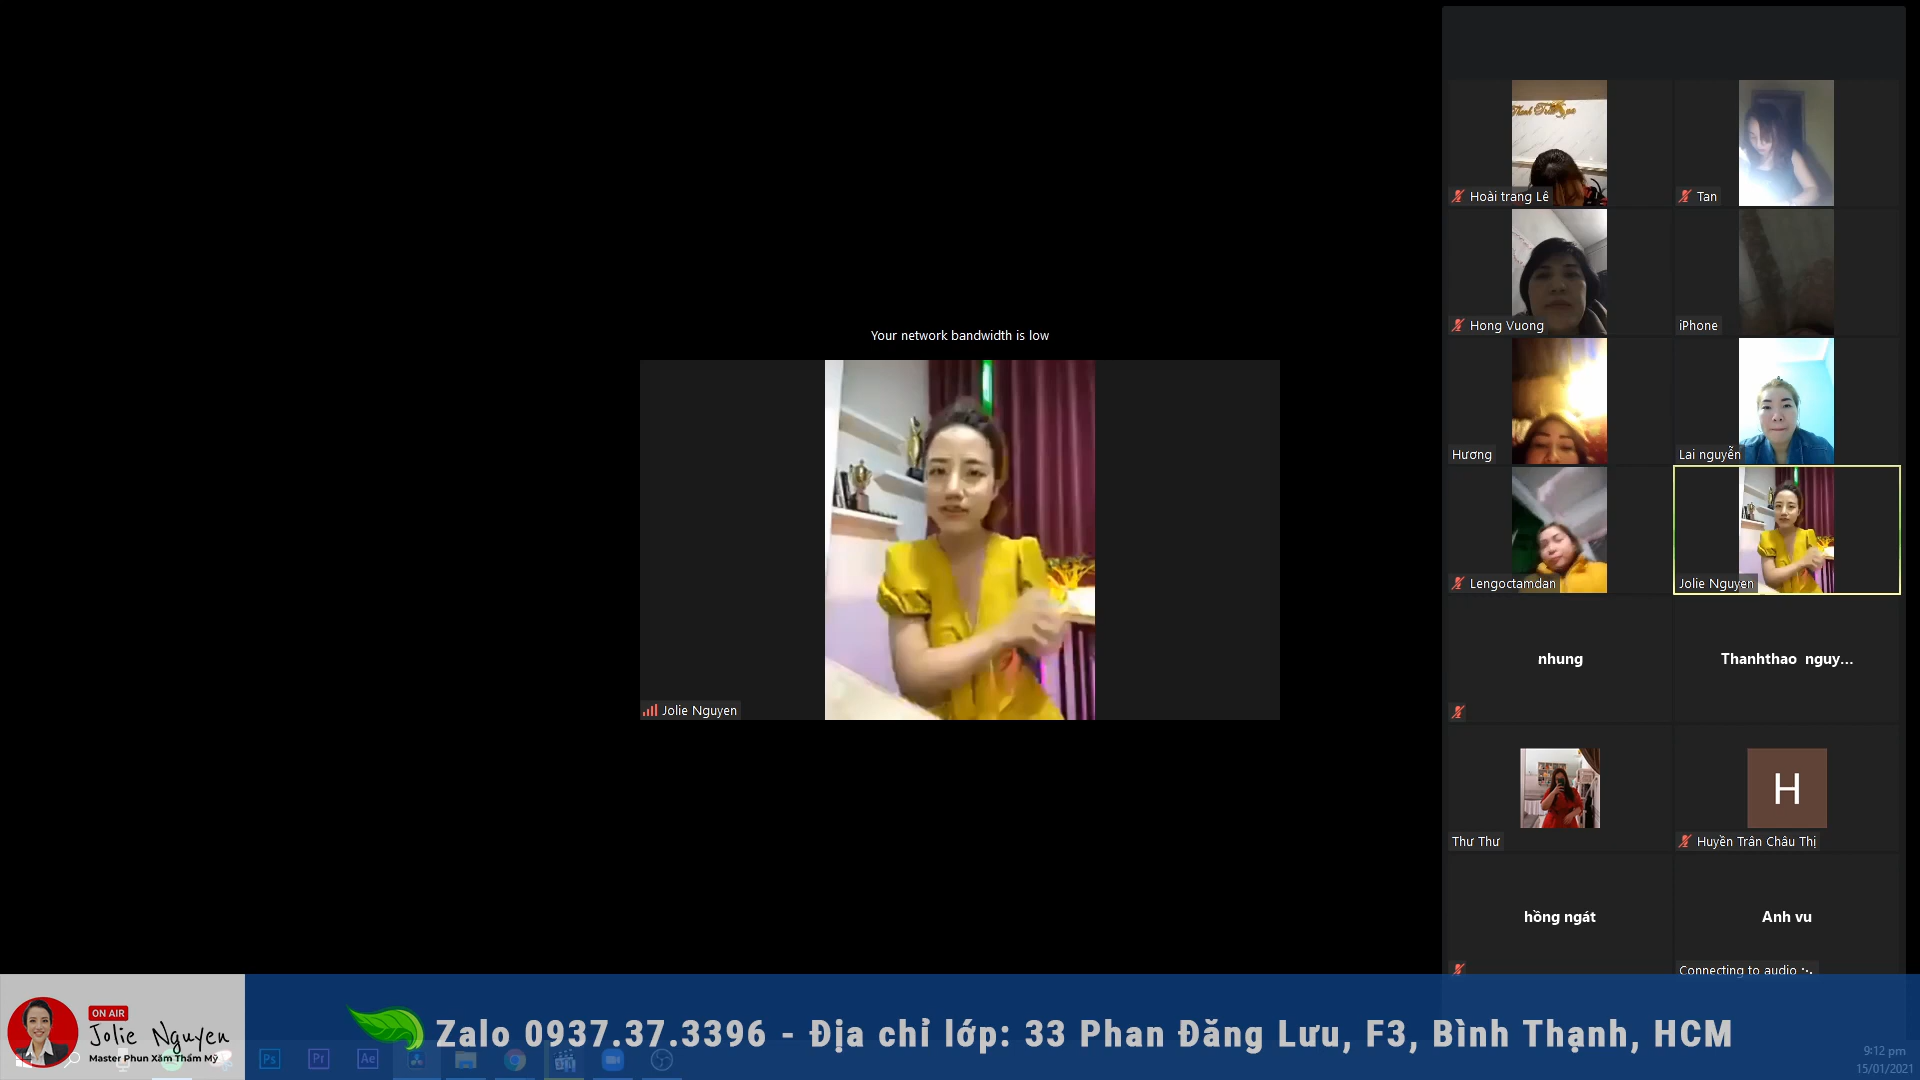 Your network bandwidth is low
Jolie Nguyen
Hoài trang Lê
Tan
Hong Vuong
iPhone
Hương
Lai nguyễn
Lengoctamdan
Jolie Nguyen
nhung
Thanhthao nguy...
Thư Thư
H
Huyền Trân Châu Thị
hồng ngát
Anh vu
Connecting to audio
ON AIR
Jolie Nguyen
Master Phun Xăm Thẩm Mỹ
Zalo 0937.37.3396 - Địa chỉ lớp: 33 Phan Đăng Lưu, F3, Bình Thạnh, HCM
Ps
Pr
Ae
9:12 pm
15/01/2021